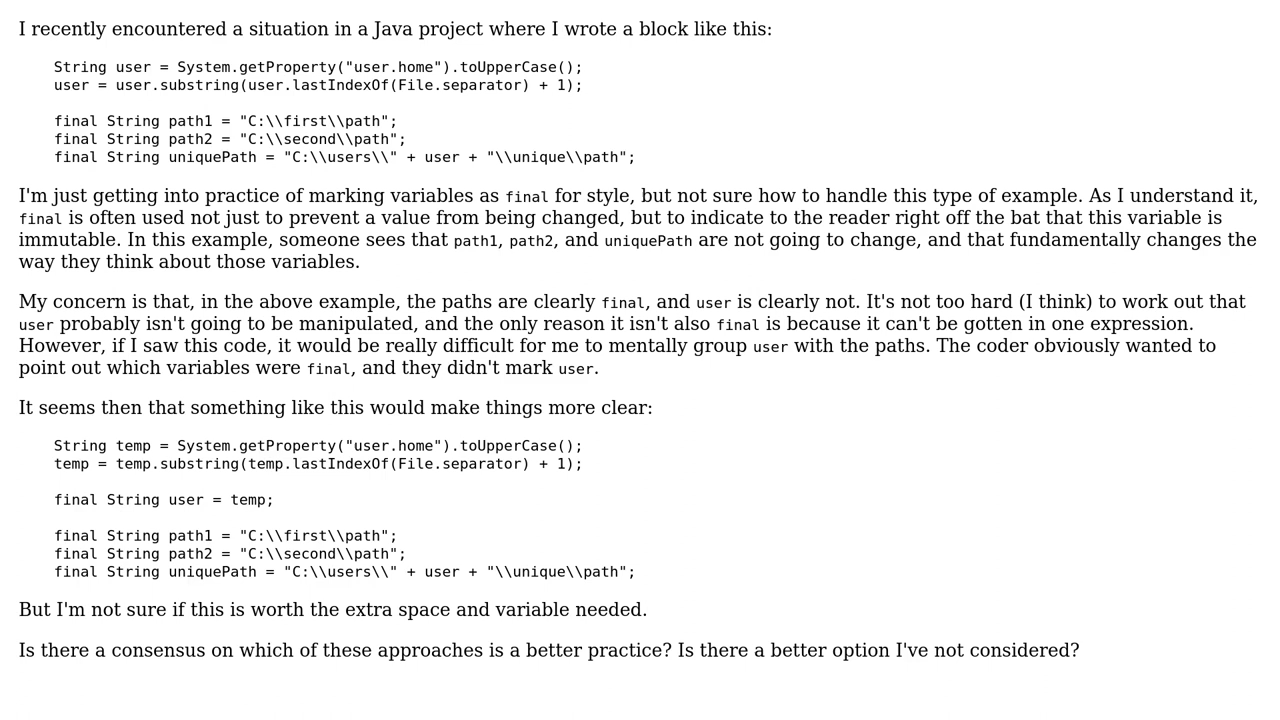 I recently encountered a situation in a Java project where I wrote a block like this:
String user = System.getProperty("user.home").toUpperCase();
user = user.substring(user.lastIndexOf(File.separator) + 1);
final String path1 = "C:\\first\\path";
final String path2 = "C:\\second\\path";
final String uniquePath = "C:\\users\\" + user + "\\unique\\path";
I'm just getting into practice of marking variables as final for style, but not sure how to handle this type of example. As I understand it,
final is often used not just to prevent a value from being changed, but to indicate to the reader right off the bat that this variable is
immutable. In this example, someone sees that path1, path2, and uniquePath are not going to change, and that fundamentally changes the
way they think about those variables.
My concern is that, in the above example, the paths are clearly final, and user is clearly not. It's not too hard (I think) to work out that
user probably isn't going to be manipulated, and the only reason it isn't also final is because it can't be gotten in one expression.
However, if I saw this code, it would be really difficult for me to mentally group user with the paths. The coder obviously wanted to
point out which variables were final, and they didn't mark user.
It seems then that something like this would make things more clear:
String temp = System.getProperty("user.home").toUpperCase();
temp = temp.substring(temp.lastIndexOf(File.separator) + 1);
final String user = temp;
final String path1 = "C:\\first\\path";
final String path2 = "C:\\second\\path";
final String uniquePath = "C:\\users\\" + user + "\\unique\\path";
But I'm not sure if this is worth the extra space and variable needed.
Is there a consensus on which of these approaches is a better practice? Is there a better option I've not considered?